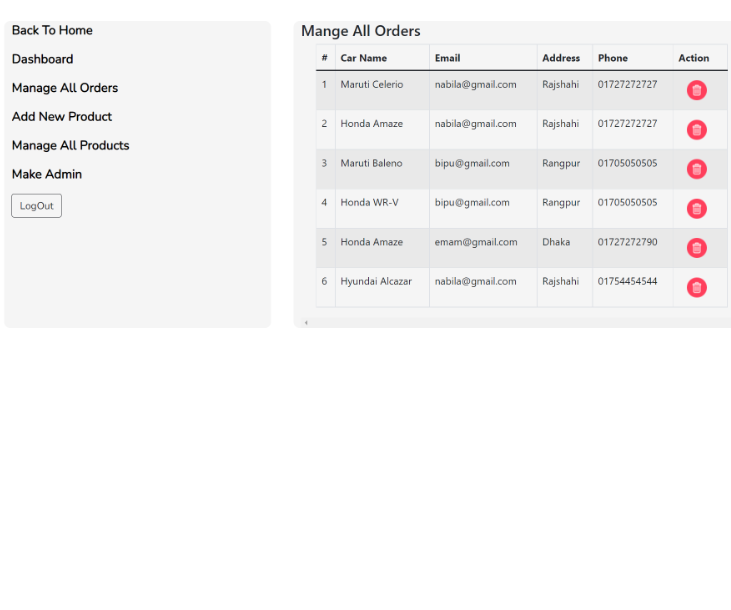 Back To Home
Dashboard
Manage All Orders
Add New Product
Manage All Products
Make Admin
LogOut
Mange All Orders
# Car Name Email Address Phone Action
1 Maruti Celerio nabila@gmail.com Rajshahi 01727272727
2 Honda Amaze nabila@gmail.com Rajshahi 01727272727
3 Maruti Baleno bipu@gmail.com Rangpur 01705050505
4 Honda WR-V bipu@gmail.com Rangpur 01705050505
5 Honda Amaze emam@gmail.com Dhaka 01727272790
6 Hyundai Alcazar nabila@gmail.com Rajshahi 01754454544